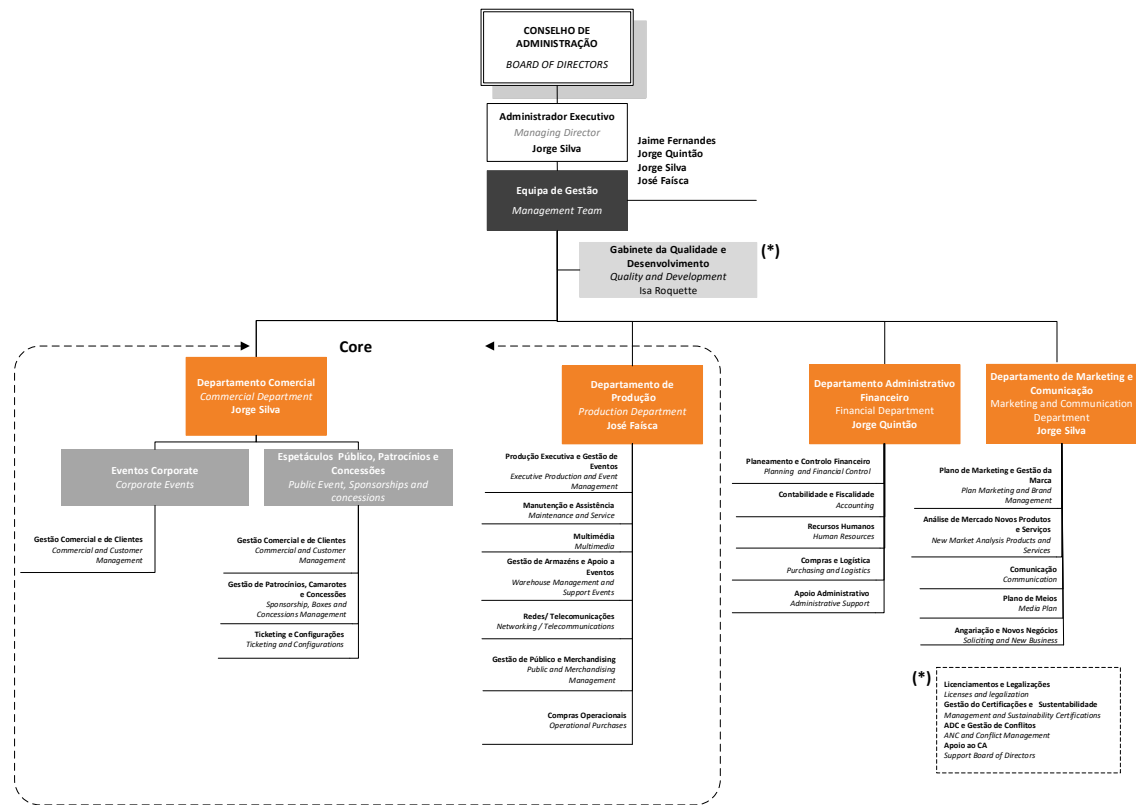 CONSELHO DE
ADMINISTRAÇÃO
BOARD OF DIRECTORS
Administrador Executivo
Managing Director
Jorge Silva
Jaime Fernandes
Jorge Quintão
Jorge Silva
José Faísca
Equipa de Gestão
Management Team
Gabinete da Qualidade e
Desenvolvimento
Quality and Development
Isa Roquette
(*)
Core
Departamento Comercial
Commercial Department
Jorge Silva
Departamento de
Produção
Production Department
José Faísca
Departamento Administrativo
Financeiro
Financial Department
Jorge Quintão
Departamento de Marketing e
Comunicação
Marketing and Communication
Department
Jorge Silva
Eventos Corporate
Corporate Events
Espetáculos Público, Patrocínios e
Concessões
Public Event, Sponsorships and
concessions
Gestão Comercial e de Clientes
Commercial and Customer
Management
Gestão Comercial e de Clientes
Commercial and Customer
Management
Gestão de Patrocínios, Camarotes
e Concessões
Sponsorship, Boxes and
Concessions Management
Ticketing e Configurações
Ticketing and Configurations
Produção Executiva e Gestão de
Eventos
Executive Production and Event
Management
Manutenção e Assistência
Maintenance and Service
Multimédia
Multimedia
Gestão de Armazéns e Apoio a
Eventos
Warehouse Management and
Support Events
Redes/ Telecomunicações
Networking / Telecommunications
Gestão de Público e Merchandising
Public and Merchandising
Management
Compras Operacionais
Operational Purchases
Planeamento e Controlo Financeiro
Planning and Financial Control
Contabilidade e Fiscalidade
Accounting
Recursos Humanos
Human Resources
Compras e Logística
Purchasing and Logistics
Apoio Administrativo
Administrative Support
Plano de Marketing e Gestão da
Marca
Plan Marketing and Brand
Management
Análise de Mercado Novos Produtos
e Serviços
New Market Analysis Products and
Services
Comunicação
Communication
Plano de Meios
Media Plan
Angariação e Novos Negócios
Soliciting and New Business
(*)
Licenciamentos e Legalizações
Licenses and legalization
Gestão do Certificações e Sustentabilidade
Management and Sustainability Certifications
ADC e Gestão de Conflitos
ANC and Conflict Management
Apoio ao CA
Support Board of Directors